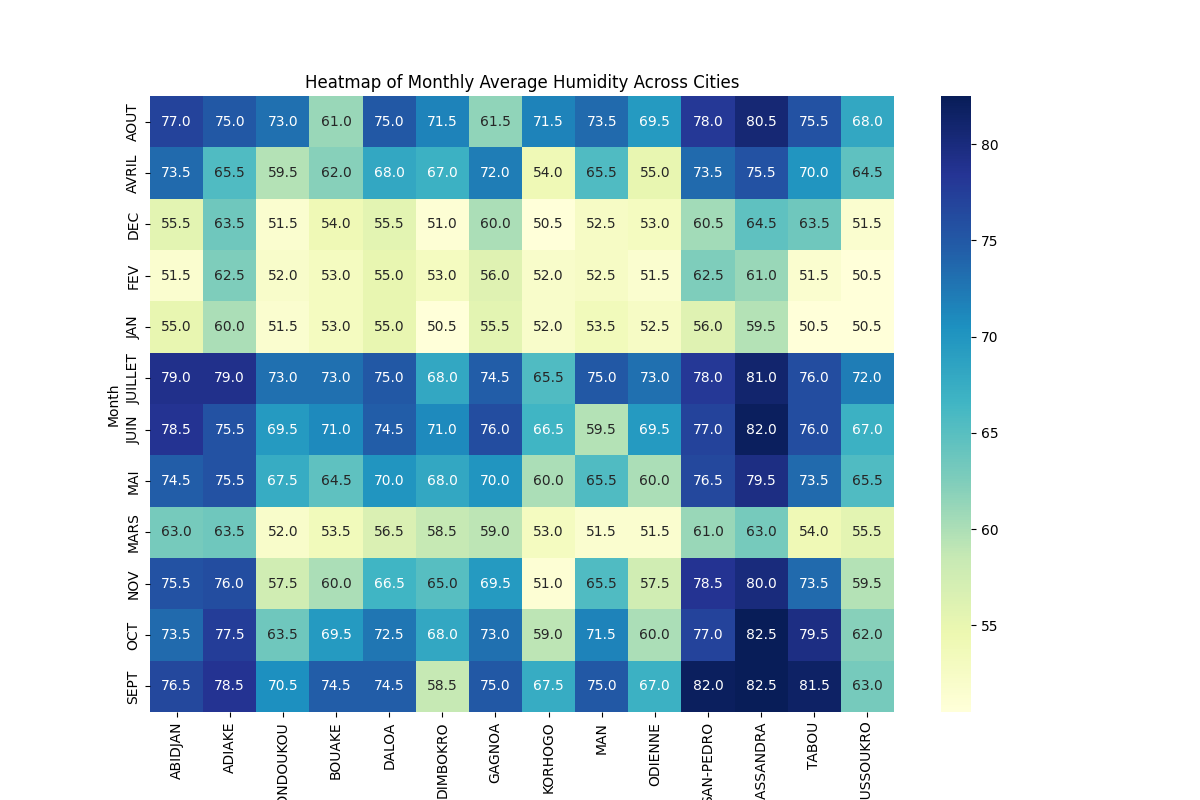 Heatmap of Monthly Average Humidity Across Cities
AOUT 77.0 75.0 73.0 61.0 75.0 71.5 61.5 71.5 73.5 69.5 78.0 80.5 75.5 68.0
AVRIL 73.5 65.5 59.5 62.0 68.0 67.0 72.0 54.0 65.5 55.0 73.5 75.5 70.0 64.5
DEC 55.5 63.5 51.5 54.0 55.5 51.0 60.0 50.5 52.5 53.0 60.5 64.5 63.5 51.5
FEV 51.5 62.5 52.0 53.0 55.0 53.0 56.0 52.0 52.5 51.5 62.5 61.0 51.5 50.5
JAN 55.0 60.0 51.5 53.0 55.0 50.5 55.5 52.0 53.5 52.5 56.0 59.5 50.5 50.5
JUILLET 79.0 79.0 73.0 73.0 75.0 68.0 74.5 65.5 75.0 73.0 78.0 81.0 76.0 72.0
JUIN 78.5 75.5 69.5 71.0 74.5 71.0 76.0 66.5 59.5 69.5 77.0 82.0 76.0 67.0
MAI 74.5 75.5 67.5 64.5 70.0 68.0 70.0 60.0 65.5 60.0 76.5 79.5 73.5 65.5
MARS 63.0 63.5 52.0 53.5 56.5 58.5 59.0 53.0 51.5 51.5 61.0 63.0 54.0 55.5
NOV 75.5 76.0 57.5 60.0 66.5 65.0 69.5 51.0 65.5 57.5 78.5 80.0 73.5 59.5
OCT 73.5 77.5 63.5 69.5 72.5 68.0 73.0 59.0 71.5 60.0 77.0 82.5 79.5 62.0
SEPT 76.5 78.5 70.5 74.5 74.5 58.5 75.0 67.5 75.0 67.0 82.0 82.5 81.5 63.0
Month
ABIDJAN ADIAKE ONDOUKOU BOUAKE DALOA DIMBOKRO GAGNOA KORHOGO MAN ODIENNE SAN-PEDRO ASSANDRA TABOU USSOUKRO
80
75
70
65
60
55